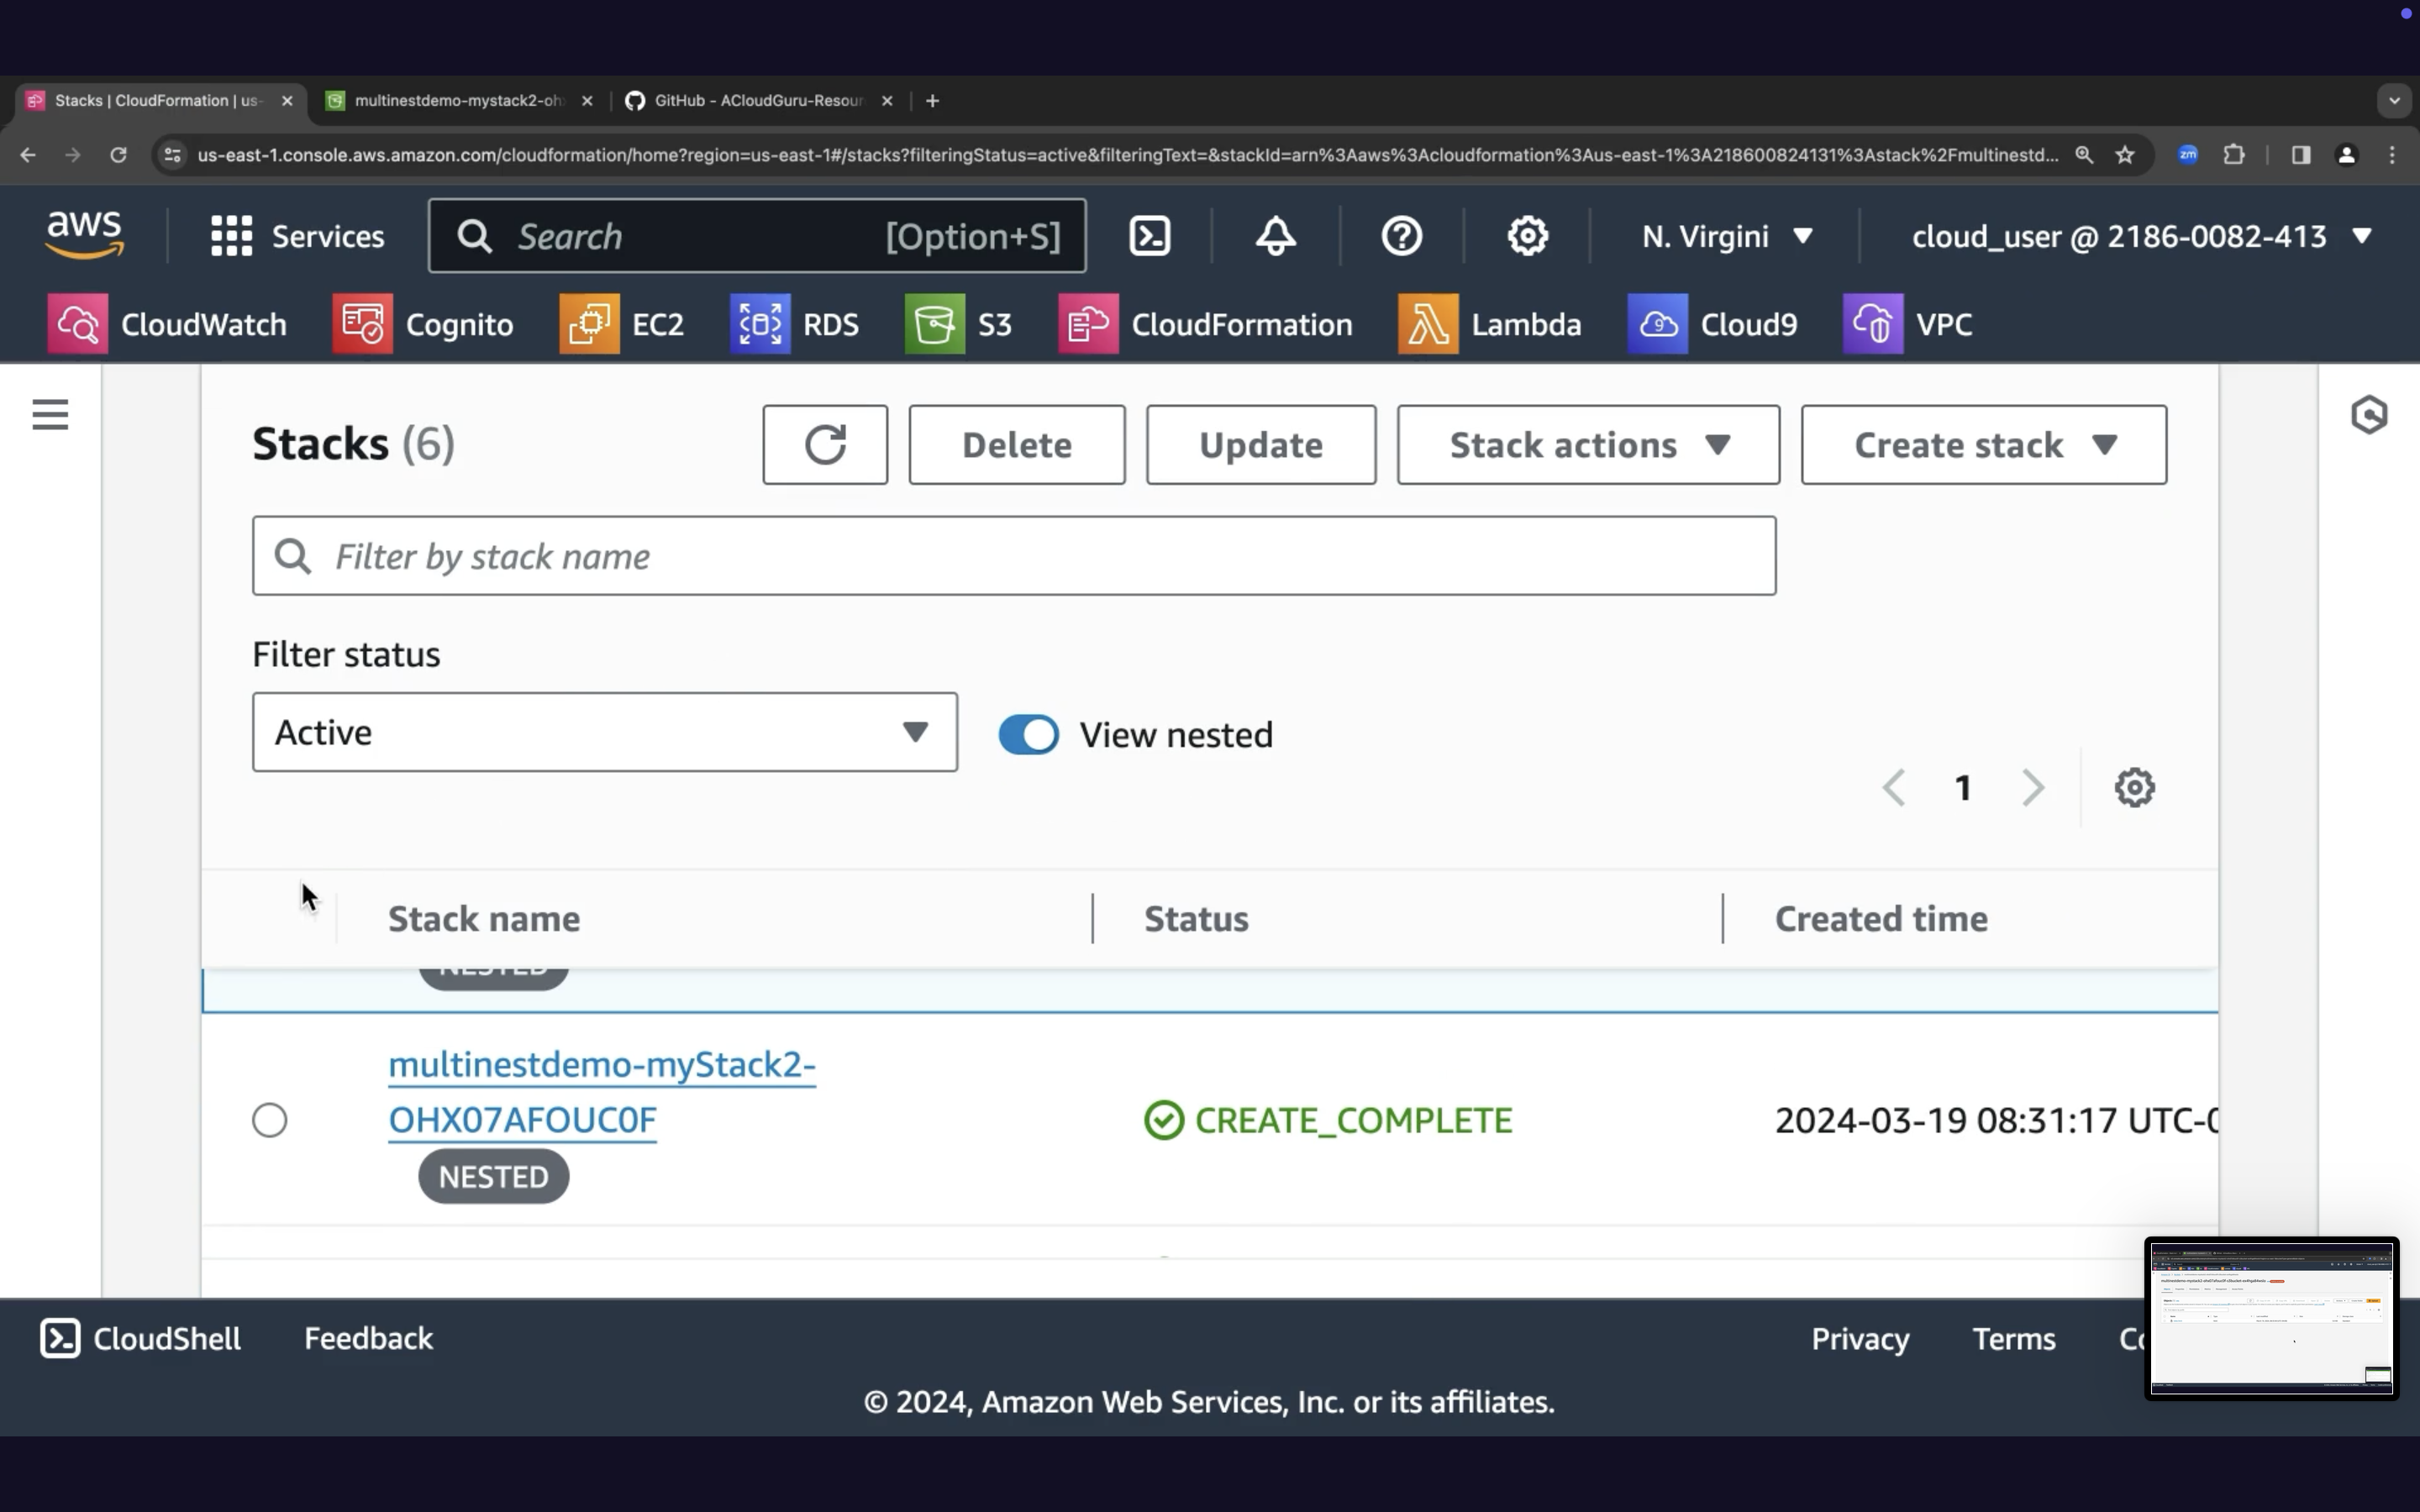 Stacks | CloudFormation | us-
multinestdemo-mystack2-oh
GitHub - ACloudGuru-Resour
us-east-1.console.aws.amazon.com/cloudformation/home?region=us-east-1#/stacks?filteringStatus=active&filteringText=&stackId=arn%3Aaws%3Acloudformation%3Aus-east-1%3A218600824131%3Astack%2Fmultinestd...
zm
aws
Services
Search
[Option+S]
N. Virgini
cloud_user @ 2186-0082-413
CloudWatch
Cognito
EC2
RDS
S3
CloudFormation
Lambda
9
Cloud9
VPC
Stacks (6)
Delete
Update
Stack actions
Create stack
Filter by stack name
Filter status
Active
View nested
1
Stack name
Status
Created time
NESTED
multinestdemo-myStack2-
OHX07AFOUC0F
NESTED
CREATE_COMPLETE
2024-03-19 08:31:17 UTC-0
CloudShell
Feedback
Privacy
Terms
© 2024, Amazon Web Services, Inc. or its affiliates.